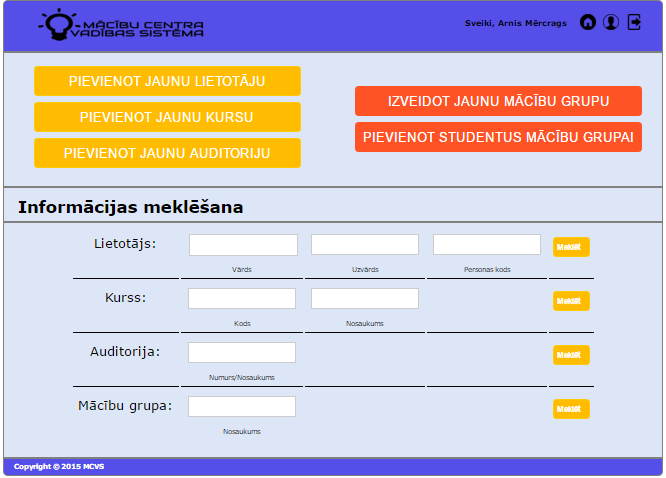 MĀCĪBU CENTRA
VADĪBAS SISTĒMA
Sveiki, Arnis Mērcrags
PIEVIENOT JAUNU LIETOTĀJU
PIEVIENOT JAUNU KURSU
PIEVIENOT JAUNU AUDITORIJU
IZVEIDOT JAUNU MĀCĪBU GRUPU
PIEVIENOT STUDENTUS MĀCĪBU GRUPAI
Informācijas meklēšana
Lietotājs: Meklēt
Vārds Uzvārds Personas kods
Kurss: Meklēt
Kods Nosaukums
Auditorija: Meklēt
Numurs/Nosaukums
Mācību grupa: Meklēt
Nosaukums
Copyright © 2015 MCVS